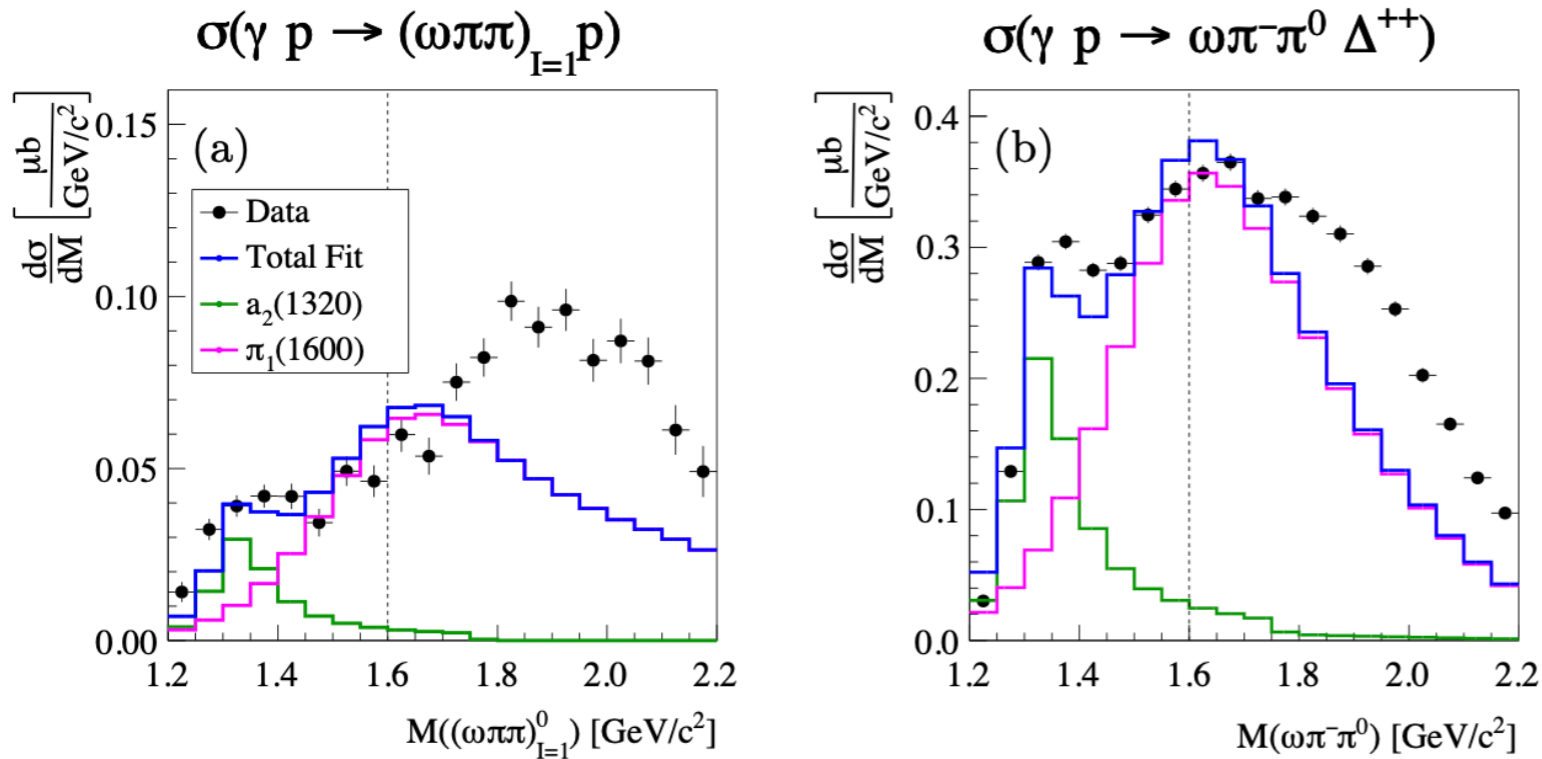 σ(γ p → (ωππ)_{I=1}p)
dσ/dM [μb/GeV/c²]
0.15
0.10
0.05
0.00
(a)
Data
Total Fit
a₂(1320)
π₁(1600)
1.2 1.4 1.6 1.8 2.0 2.2
M((ωππ)⁰_{I=1}) [GeV/c²]
σ(γ p → ωπ⁻π⁰ Δ⁺⁺)
dσ/dM [μb/GeV/c²]
0.4
0.3
0.2
0.1
0.0
(b)
1.2 1.4 1.6 1.8 2.0 2.2
M(ωπ⁻π⁰) [GeV/c²]